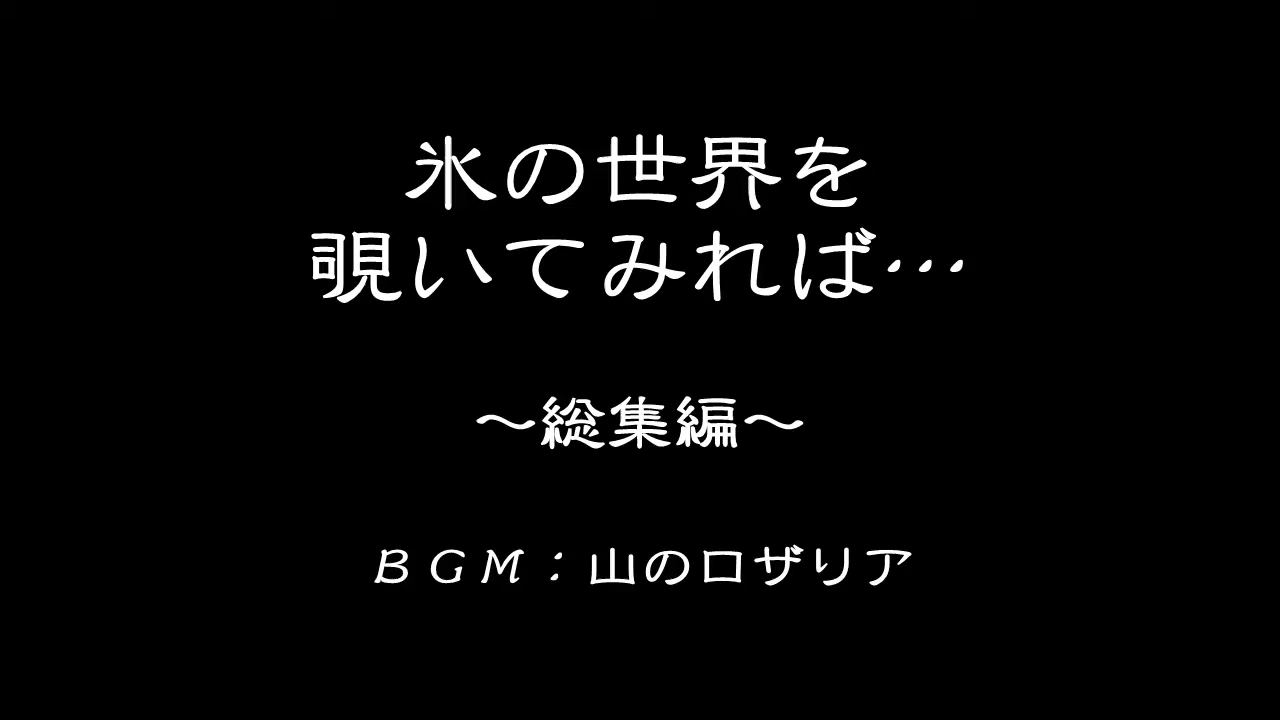 氷の世界を
覗いてみれば…
～総集編～
ＢＧＭ：山のロザリア